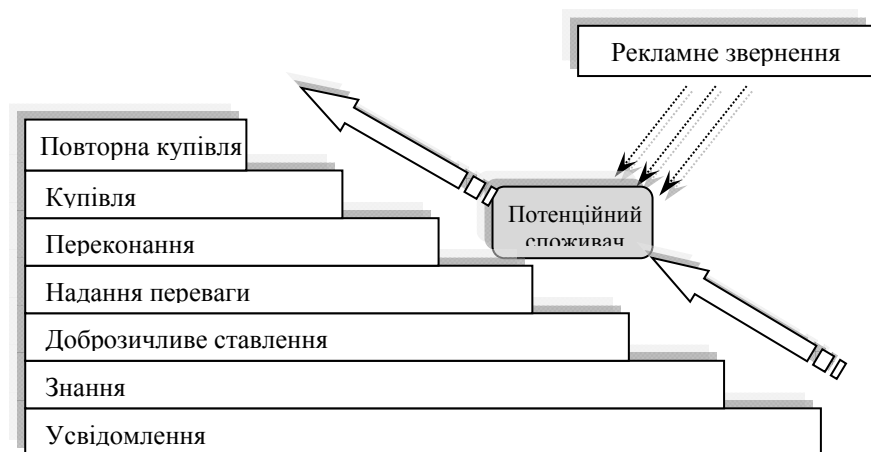 Рекламне звернення
Повторна купівля
Купівля
Потенційний
споживач
Переконання
Надання переваги
Доброзичливе ставлення
Знання
Усвідомлення